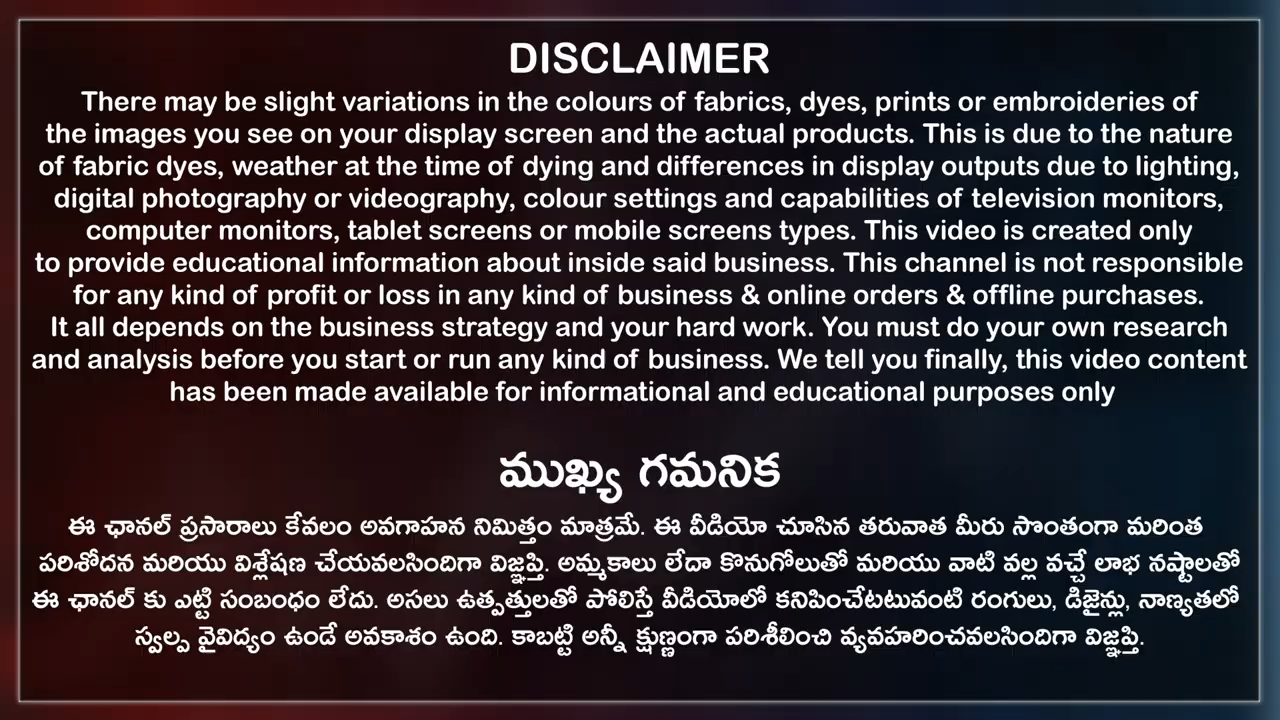 DISCLAIMER
There may be slight variations in the colours of fabrics, dyes, prints or embroideries of
the images you see on your display screen and the actual products. This is due to the nature
of fabric dyes, weather at the time of dying and differences in display outputs due to lighting,
digital photography or videography, colour settings and capabilities of television monitors,
computer monitors, tablet screens or mobile screens types. This video is created only
to provide educational information about inside said business. This channel is not responsible
for any kind of profit or loss in any kind of business & online orders & offline purchases.
It all depends on the business strategy and your hard work. You must do your own research
and analysis before you start or run any kind of business. We tell you finally, this video content
has been made available for informational and educational purposes only
ముఖ్య గమనిక
ఈ ఛానల్ ప్రసారాలు కేవలం అవగాహన నిమిత్తం మాత్రమే. ఈ వీడియో చూసిన తరువాత మీరు సొంతంగా మరింత
పరిశోదన మరియు విశ్లేషణ చేయవలసిందిగా విజ్ఞప్తి. అమ్మకాలు లేదా కొనుగోలుతో మరియు వాటి వల్ల వచ్చే లాభ నష్టాలతో
ఈ ఛానల్ కు ఎట్టి సంబంధం లేదు. అసలు ఉత్పత్తులతో పోలిస్తే వీడియోలో కనిపించేటటువంటి రంగులు, డిజైన్లు, నాణ్యతలో
స్వల్ప వైవిద్యం ఉండే అవకాశం ఉంది. కాబట్టి అన్నీ క్షుణ్ణంగా పరిశీలించి వ్యవహరించవలసిందిగా విజ్ఞప్తి.